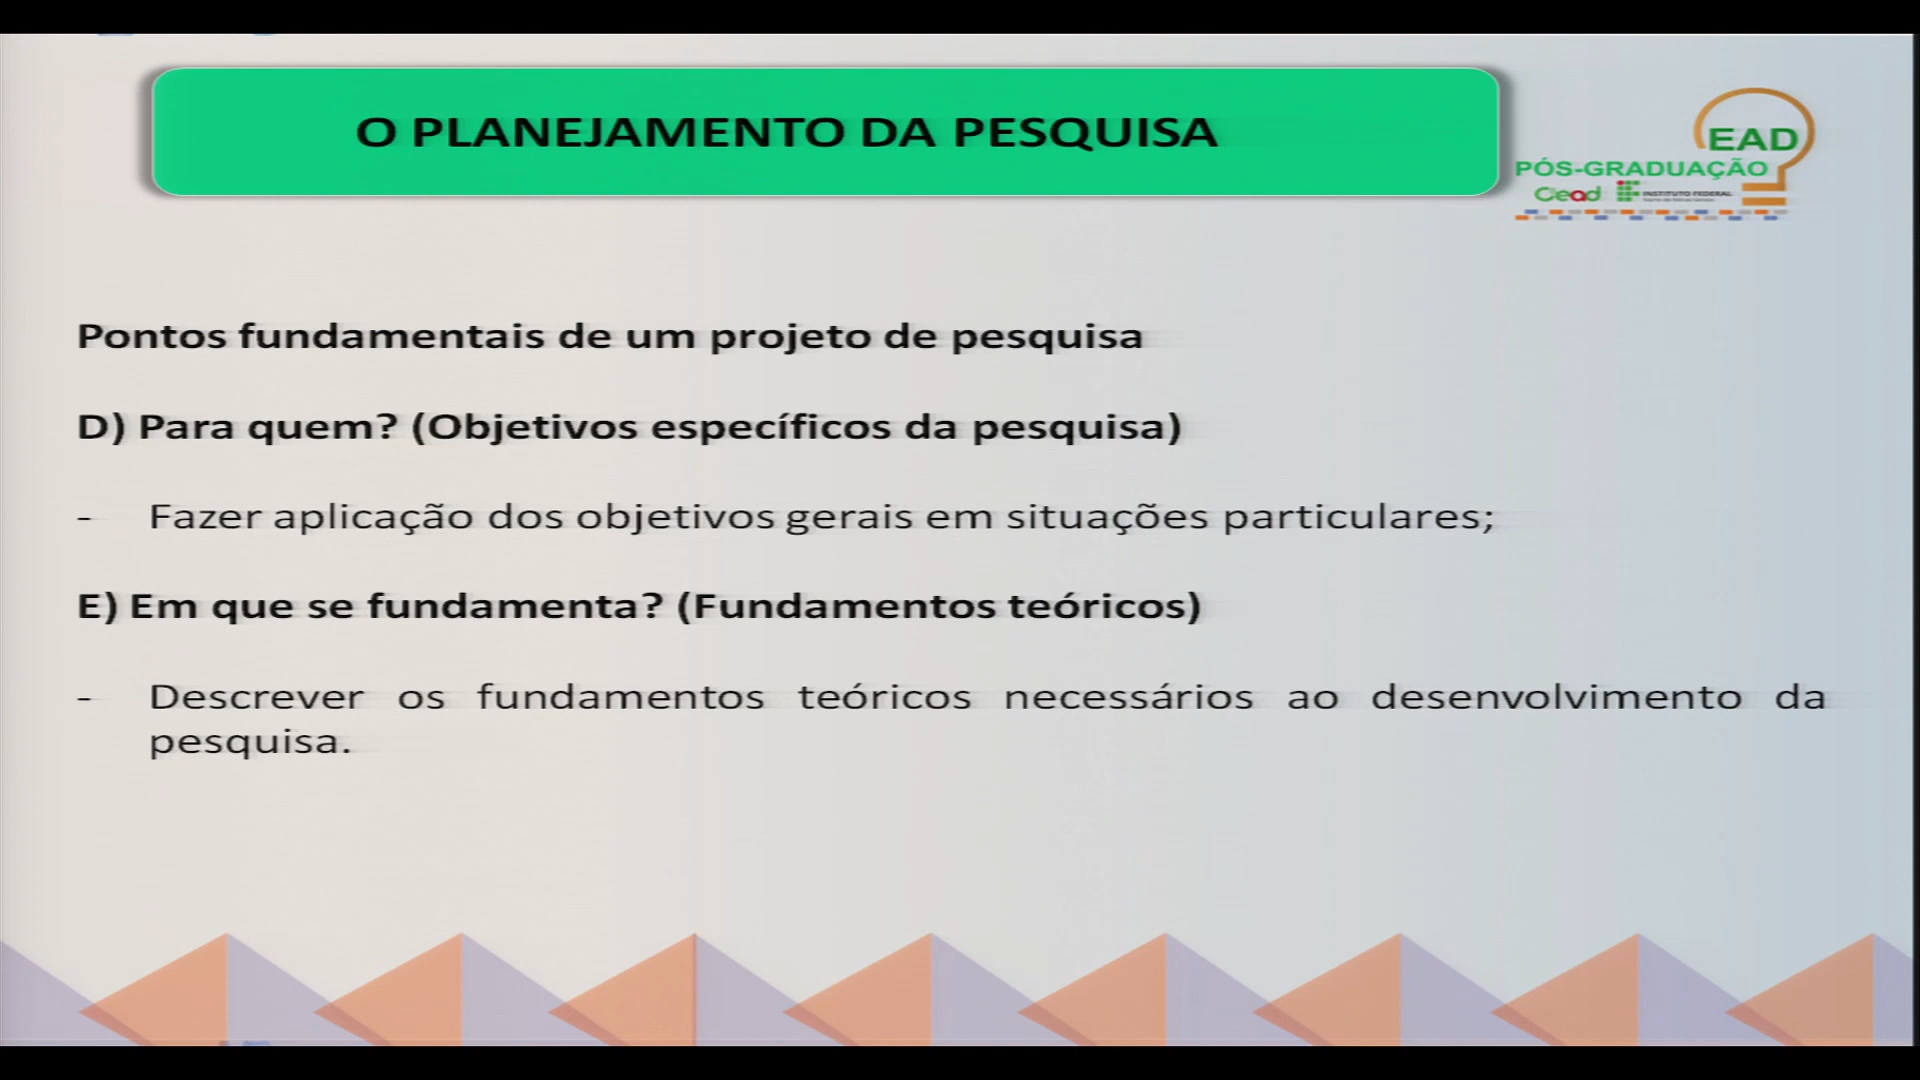 O PLANEJAMENTO DA PESQUISA
EAD
PÓS-GRADUAÇÃO
Cead INSTITUTO FEDERAL
Pontos fundamentais de um projeto de pesquisa
D) Para quem? (Objetivos específicos da pesquisa)
- Fazer aplicação dos objetivos gerais em situações particulares;
E) Em que se fundamenta? (Fundamentos teóricos)
- Descrever os fundamentos teóricos necessários ao desenvolvimento da
pesquisa.